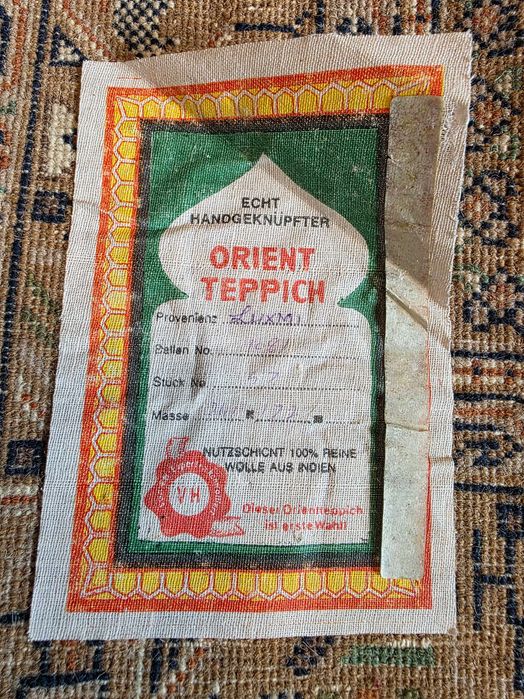 ECHT
HANDGEKNÜPFTER
ORIENT
TEPPICH
Provenienz Luxmi
Ballen No.
Stück No.
Masse
NUTZSCHICHT 100% REINE
WOLLE AUS INDIEN
VH
Dieser Orientteppich
ist erste Wahl!